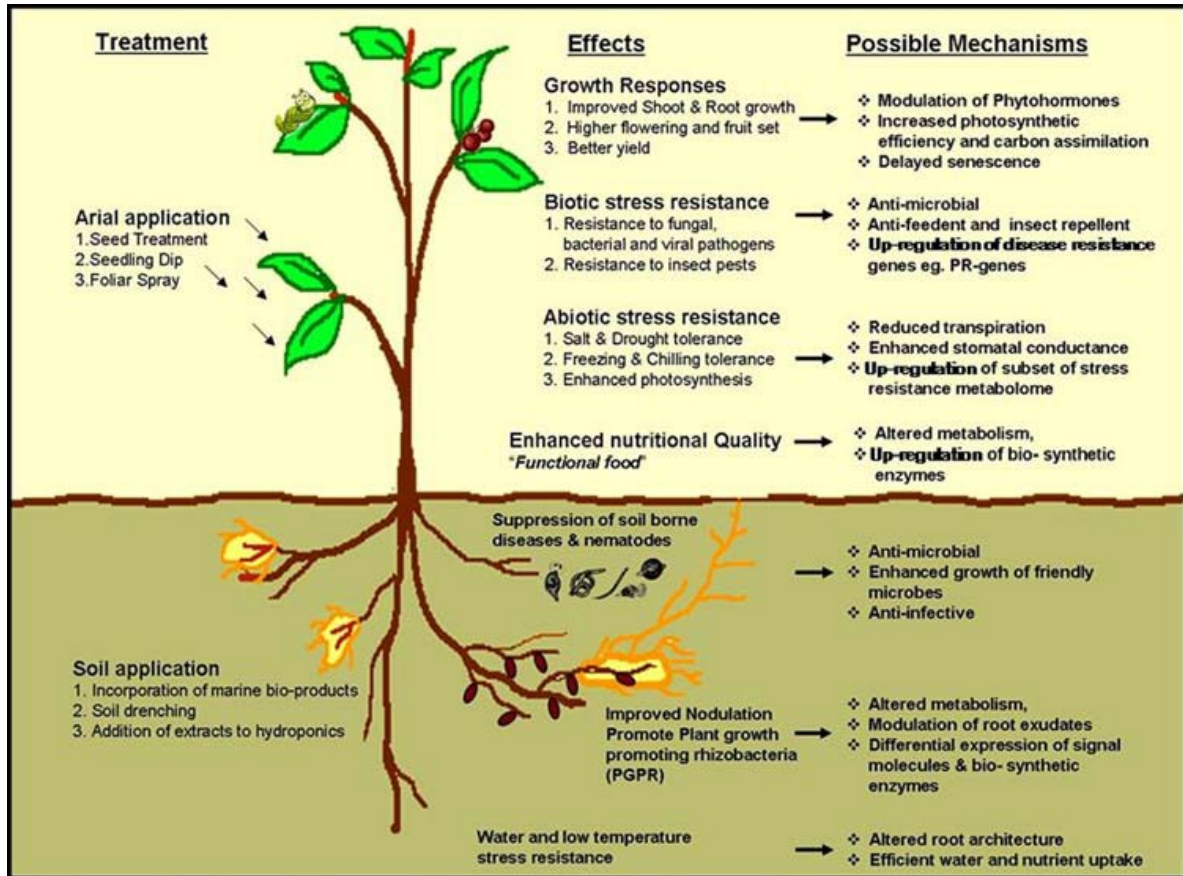 Treatment
Effects
Possible Mechanisms
Growth Responses
1. Improved Shoot & Root growth
2. Higher flowering and fruit set
3. Better yield
❖ Modulation of Phytohormones
❖ Increased photosynthetic
efficiency and carbon assimilation
❖ Delayed senescence
Arial application
1.Seed Treatment
2.Seedling Dip
3.Foliar Spray
Biotic stress resistance
1. Resistance to fungal,
bacterial and viral pathogens
2. Resistance to insect pests
❖ Anti-microbial
❖ Anti-feedent and insect repellent
❖ Up-regulation of disease resistance
genes eg. PR-genes
Abiotic stress resistance
1. Salt & Drought tolerance
2. Freezing & Chilling tolerance
3. Enhanced photosynthesis
❖ Reduced transpiration
❖ Enhanced stomatal conductance
❖ Up-regulation of subset of stress
resistance metabolome
Enhanced nutritional Quality
"Functional food"
❖ Altered metabolism,
❖ Up-regulation of bio- synthetic
enzymes
Suppression of soil borne
diseases & nematodes
❖ Anti-microbial
❖ Enhanced growth of friendly
microbes
❖ Anti-infective
Soil application
1. Incorporation of marine bio-products
2. Soil drenching
3. Addition of extracts to hydroponics
Improved Nodulation
Promote Plant growth
promoting rhizobacteria
(PGPR)
❖ Altered metabolism,
❖ Modulation of root exudates
❖ Differential expression of signal
molecules & bio- synthetic
enzymes
Water and low temperature
stress resistance
❖ Altered root architecture
❖ Efficient water and nutrient uptake